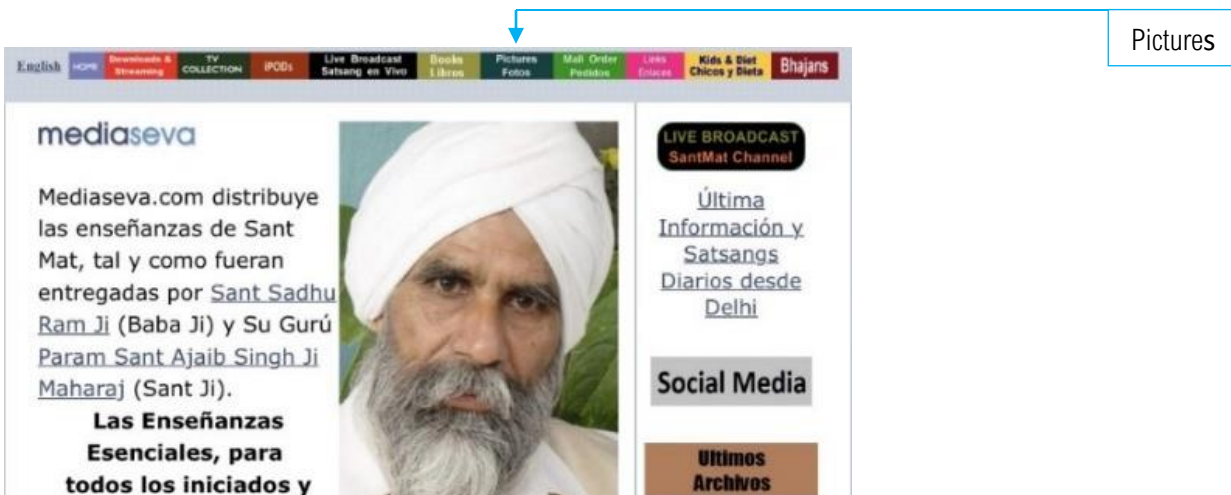 Pictures
English HOME Downloads & Streaming TV COLLECTION iPODs Live Broadcast Satsang en Vivo Books Libros Pictures Fotos Mail Order Pedidos Links Enlaces Kids & Diet Chicos y Dieta Bhajans
mediaseva
Mediaseva.com distribuye
las enseñanzas de Sant
Mat, tal y como fueran
entregadas por Sant Sadhu
Ram Ji (Baba Ji) y Su Gurú
Param Sant Ajaib Singh Ji
Maharaj (Sant Ji).
Las Enseñanzas
Esenciales, para
todos los iniciados y
LIVE BROADCAST
SantMat Channel
Última
Información y
Satsangs
Diarios desde
Delhi
Social Media
Ultimos
Archivos